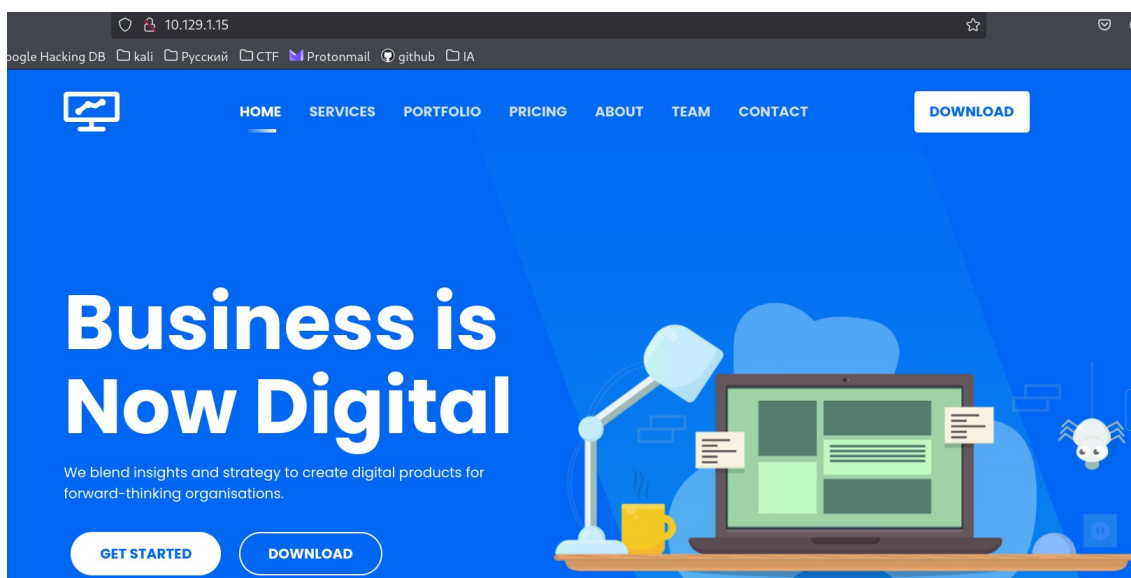 10.129.1.15
oogle Hacking DB kali Русский CTF Protonmail github IA
HOME SERVICES PORTFOLIO PRICING ABOUT TEAM CONTACT DOWNLOAD
Business is
Now Digital
We blend insights and strategy to create digital products for
forward-thinking organisations.
GET STARTED DOWNLOAD